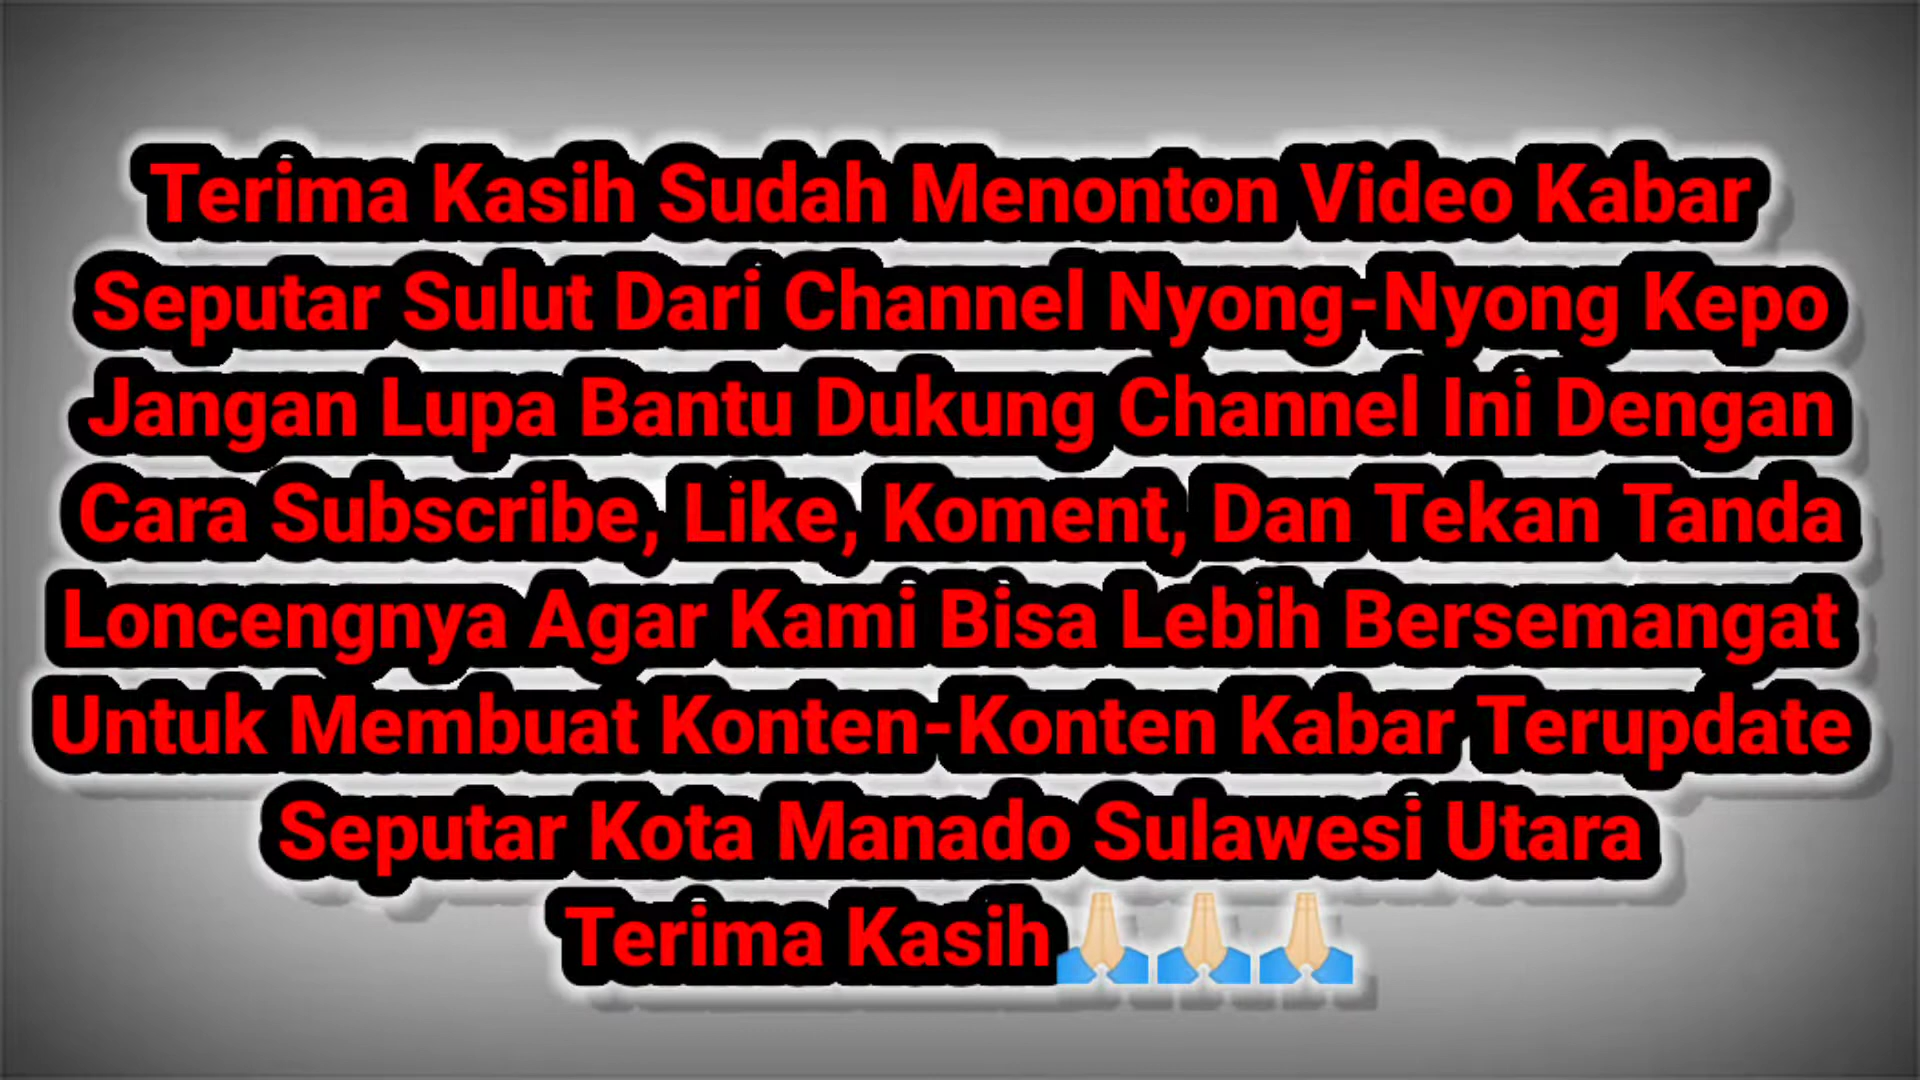 Terima Kasih Sudah Menonton Video Kabar
Seputar Sulut Dari Channel Nyong-Nyong Kepo
Jangan Lupa Bantu Dukung Channel Ini Dengan
Cara Subscribe, Like, Koment, Dan Tekan Tanda
Loncengnya Agar Kami Bisa Lebih Bersemangat
Untuk Membuat Konten-Konten Kabar Terupdate
Seputar Kota Manado Sulawesi Utara
Terima Kasih🙏🏻🙏🏻🙏🏻